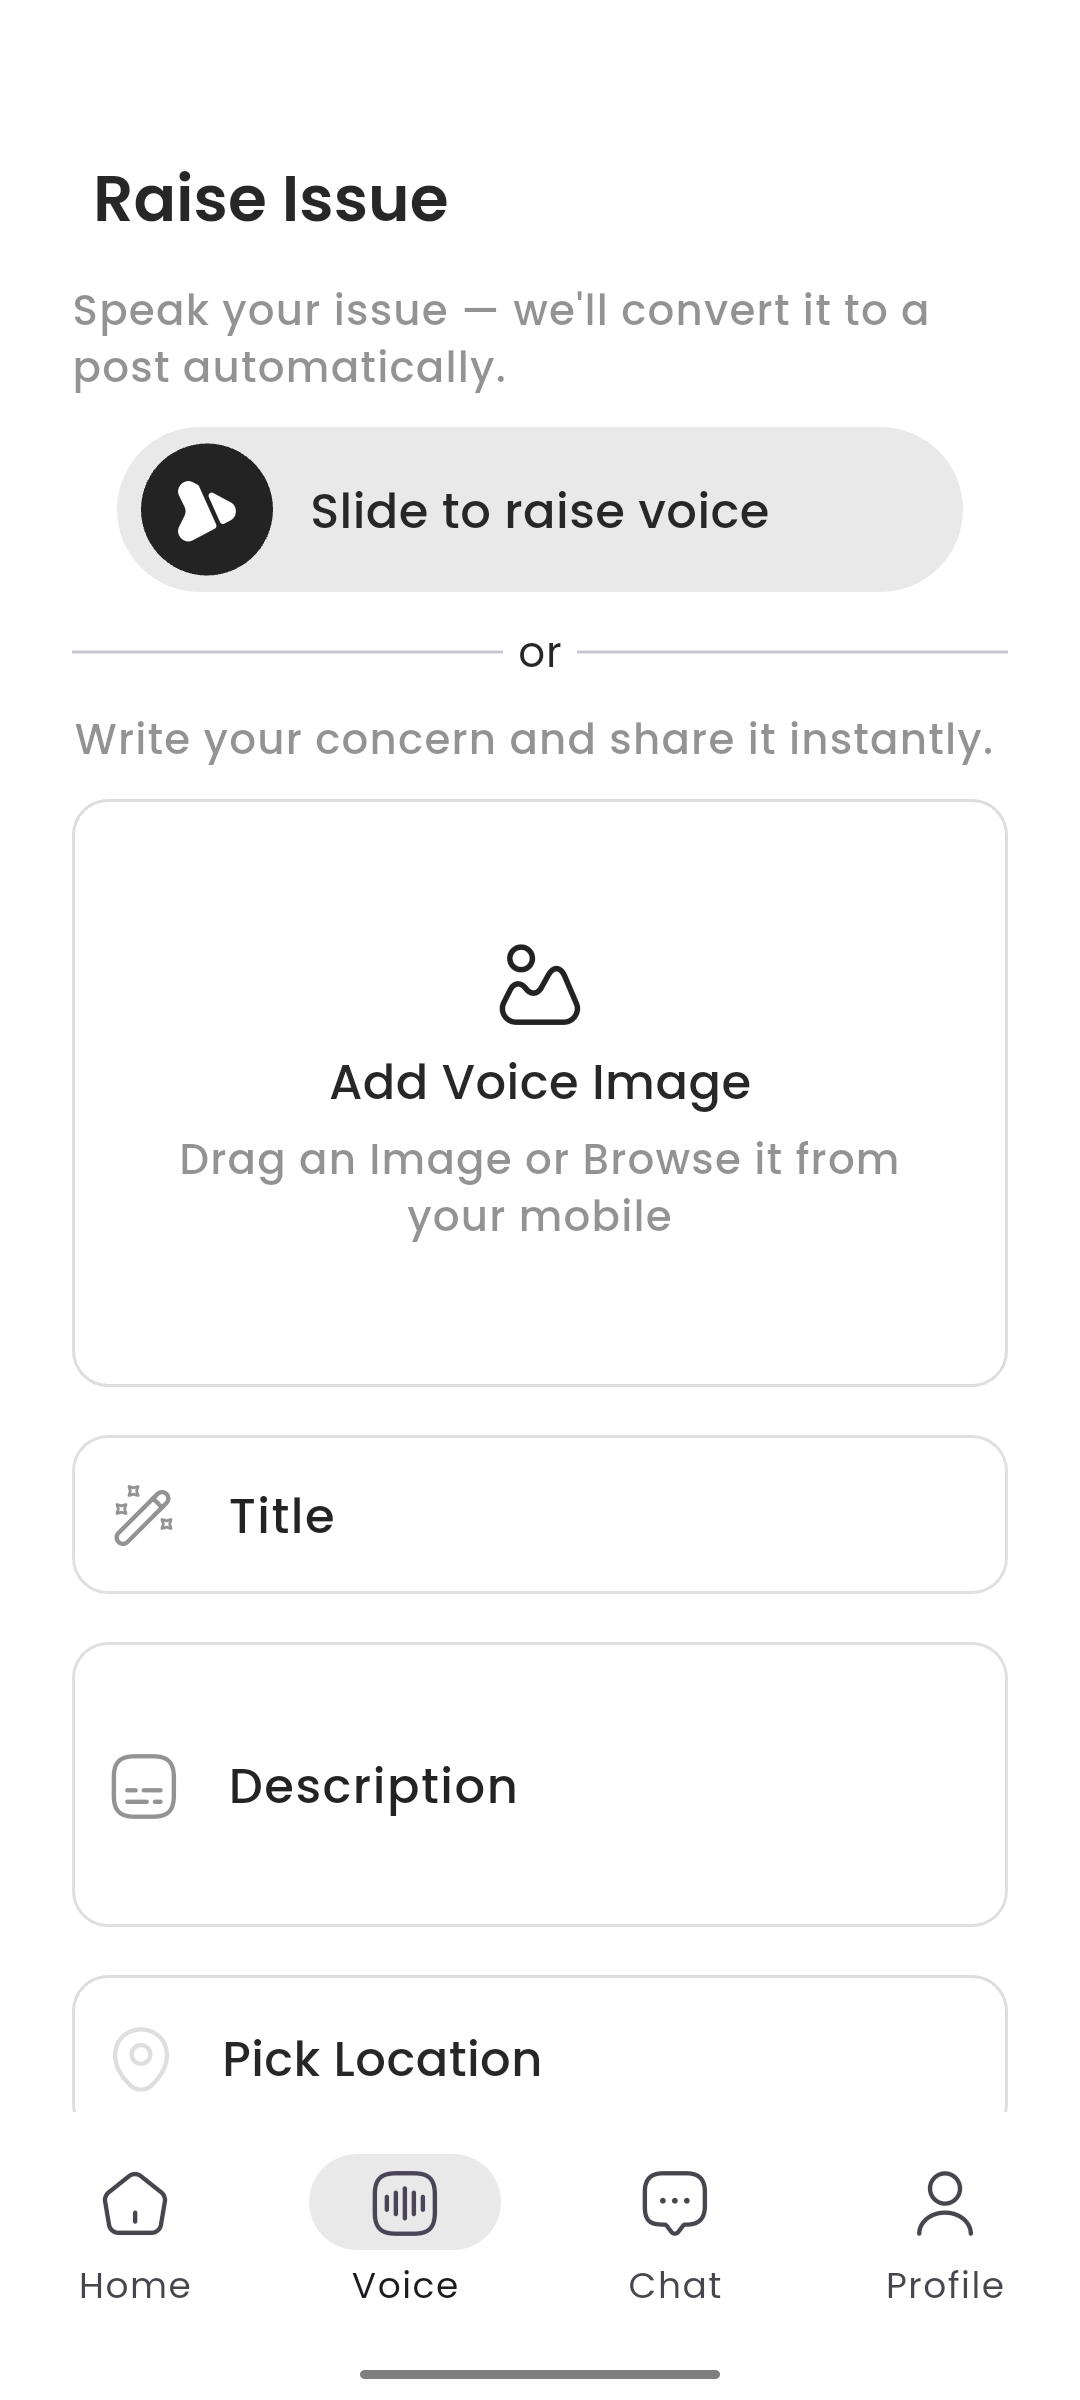 Raise Issue
Speak your issue — we'll convert it to a
post automatically.
Slide to raise voice
or
Write your concern and share it instantly.
Add Voice Image
Drag an Image or Browse it from
your mobile
Title
Description
Pick Location
Home
Voice
Chat
Profile